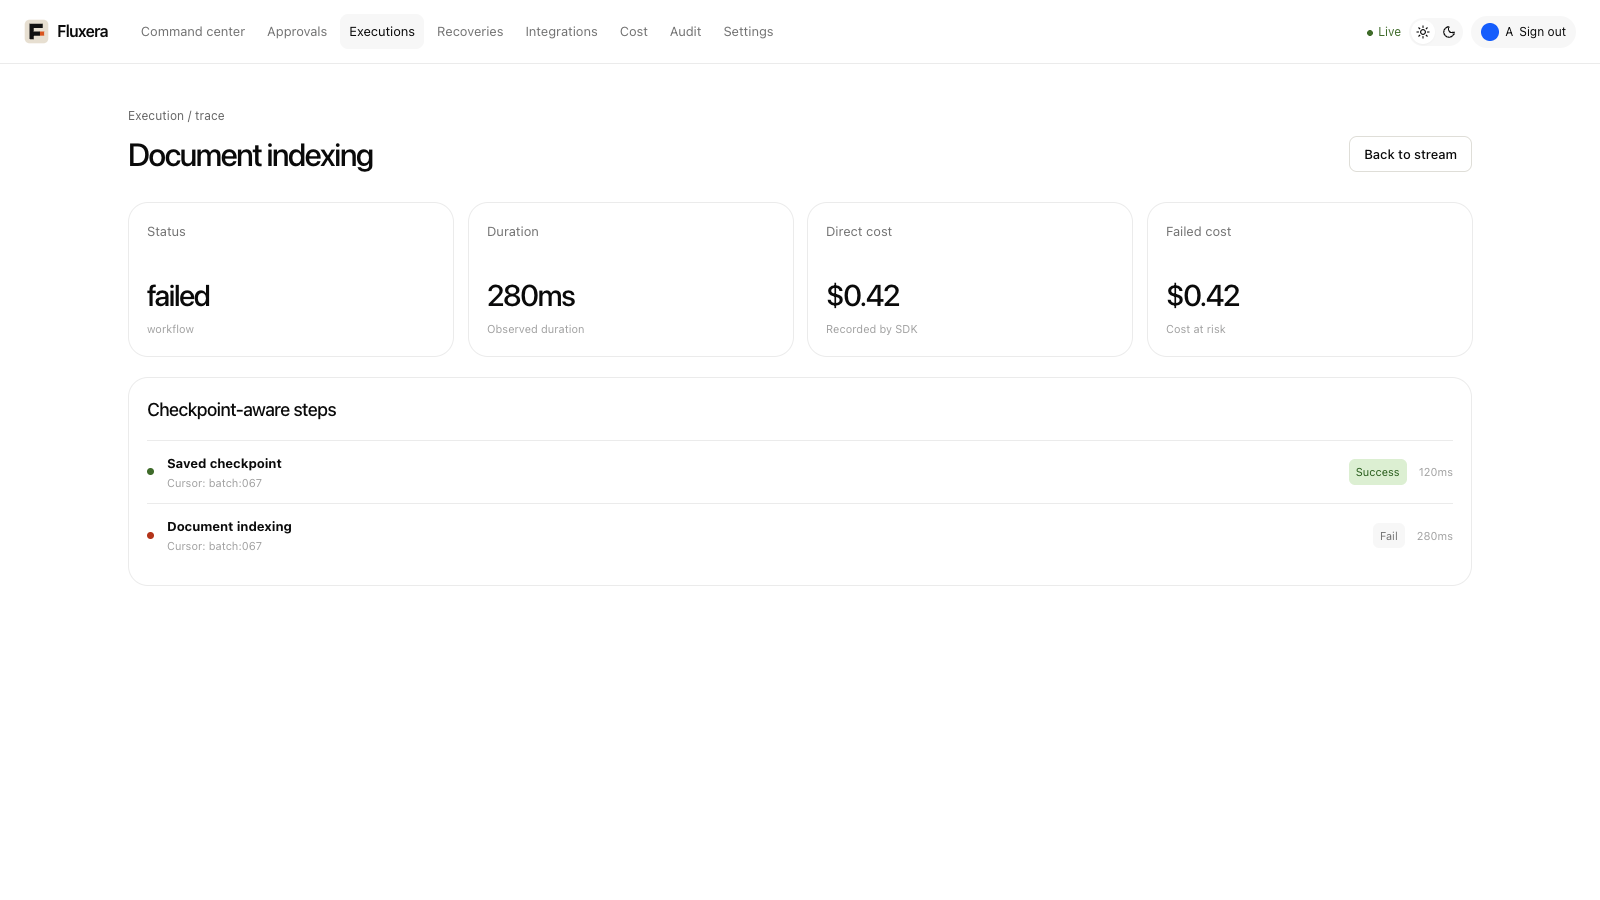 Fluxera Command center Approvals Executions Recoveries Integrations Cost Audit Settings Live A Sign out
Execution / trace
Document indexing Back to stream
Status Duration Direct cost Failed cost
failed 280ms $0.42 $0.42
workflow Observed duration Recorded by SDK Cost at risk
Checkpoint-aware steps
Saved checkpoint
Cursor: batch:067
Success 120ms
Document indexing
Cursor: batch:067
Fail 280ms